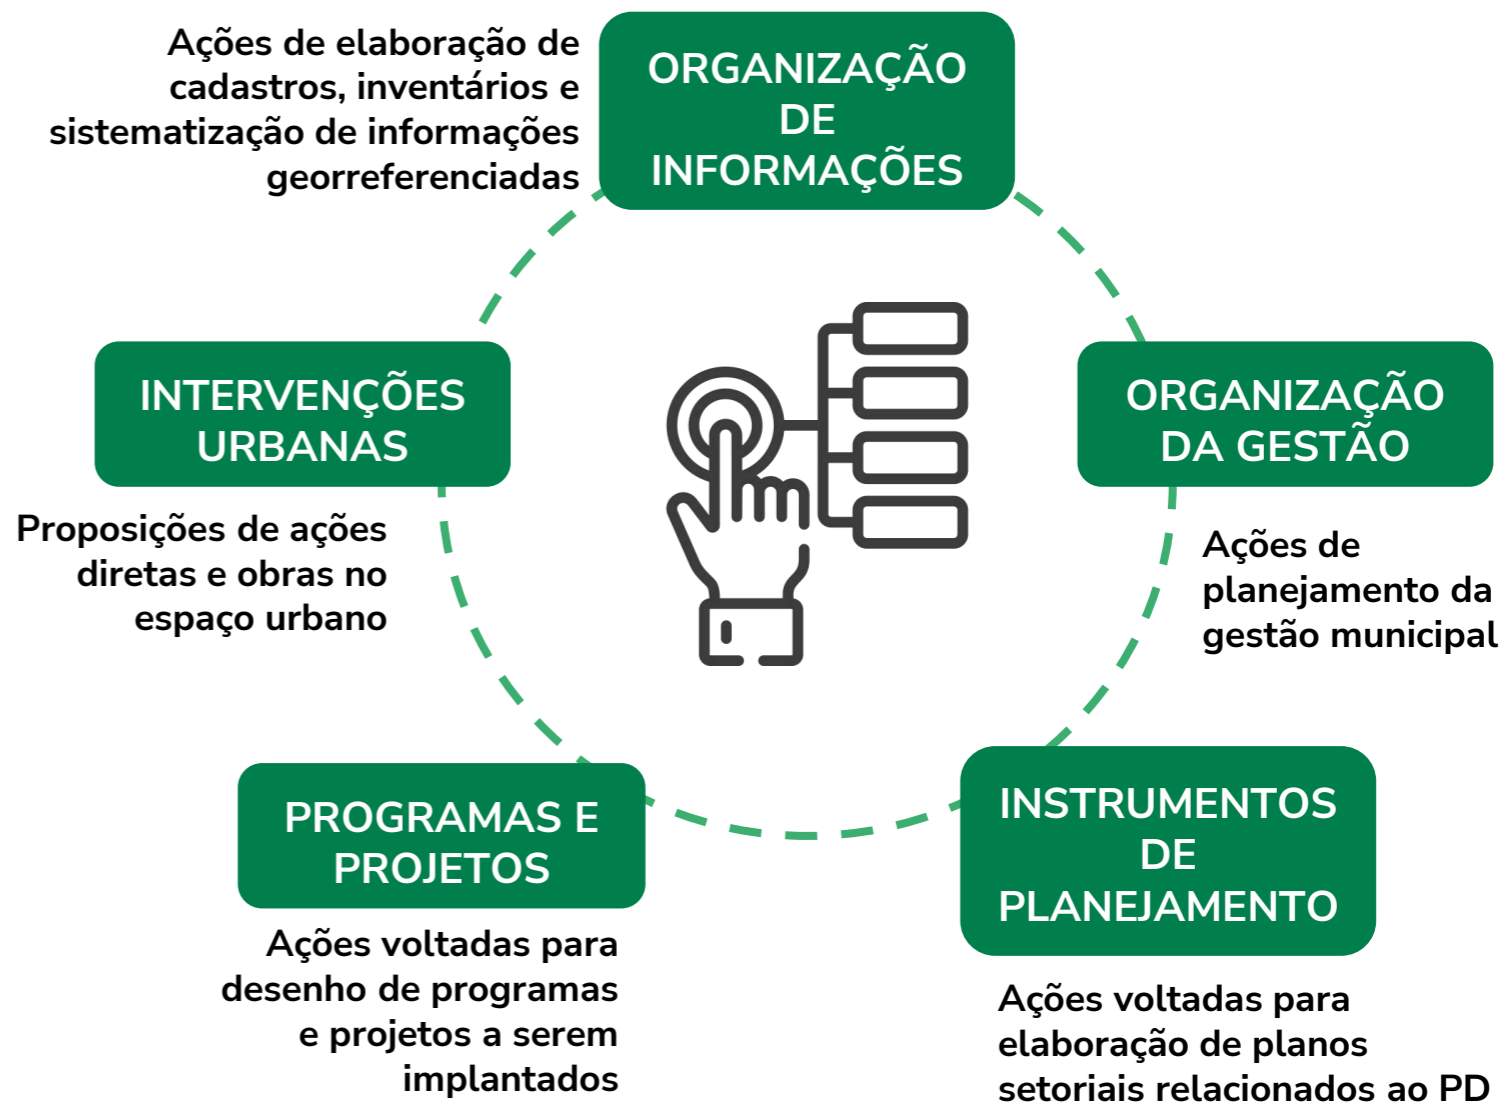 Ações de elaboração de
cadastros, inventários e
sistematização de informações
georreferenciadas
ORGANIZAÇÃO
DE
INFORMAÇÕES
INTERVENÇÕES
URBANAS
Proposições de ações
diretas e obras no
espaço urbano
ORGANIZAÇÃO
DA GESTÃO
Ações de
planejamento da
gestão municipal
PROGRAMAS E
PROJETOS
Ações voltadas para
desenho de programas
e projetos a serem
implantados
INSTRUMENTOS
DE
PLANEJAMENTO
Ações voltadas para
elaboração de planos
setoriais relacionados ao PD